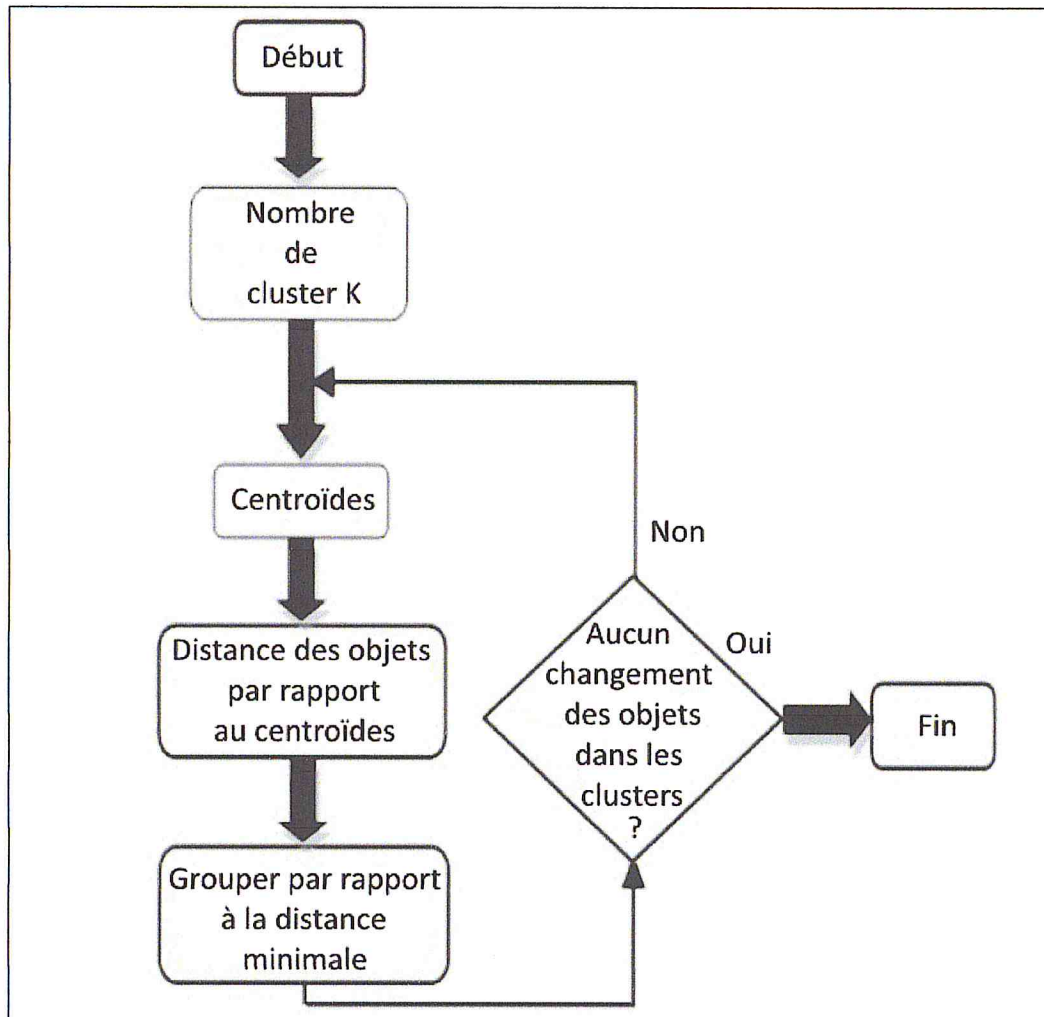 Début
Nombre
de
cluster K
Centroïdes
Distance des objets
par rapport
au centroïdes
Grouper par rapport
à la distance
minimale
Aucun
changement
des objets
dans les
clusters
?
Non
Oui
Fin